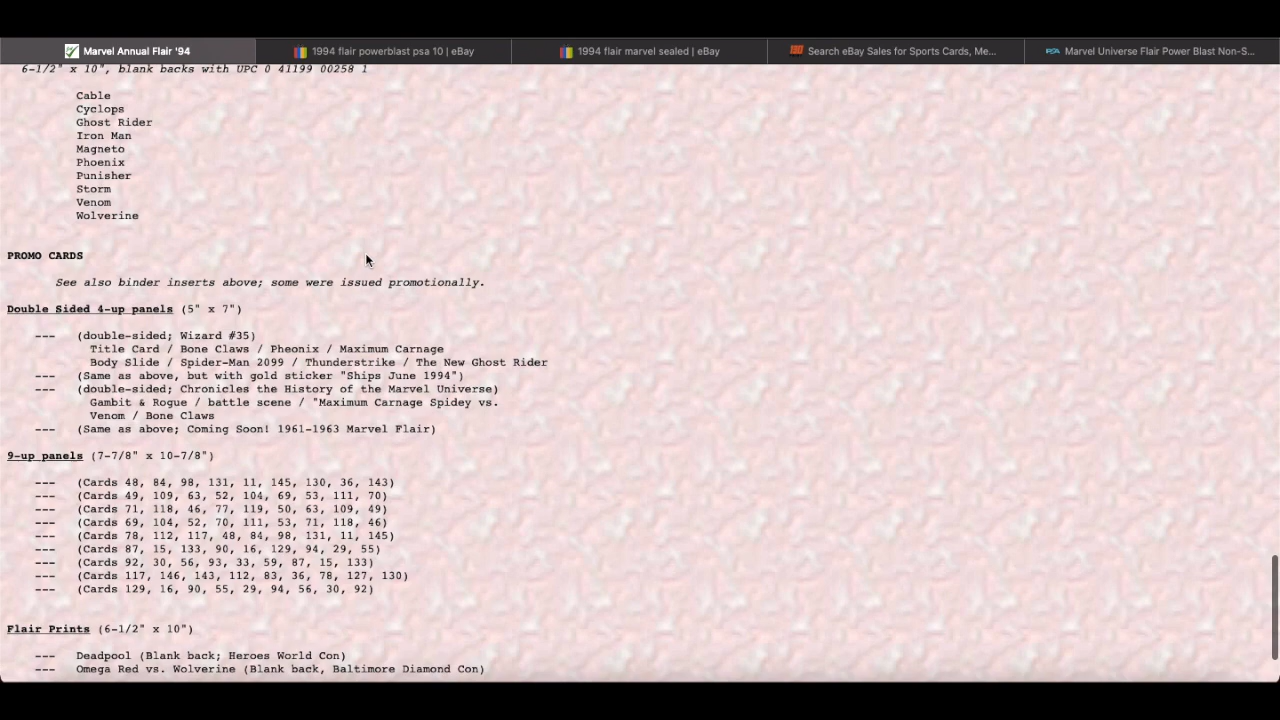 Marvel Annual Flair '94
1994 flair powerblast psa 10 | eBay
1994 flair marvel sealed | eBay
Search eBay Sales for Sports Cards, Me...
PSA Marvel Universe Flair Power Blast Non-S...
6-1/2" x 10", blank backs with UPC 0 41199 00258 1
Cable
Cyclops
Ghost Rider
Iron Man
Magneto
Phoenix
Punisher
Storm
Venom
Wolverine
PROMO CARDS
See also binder inserts above; some were issued promotionally.
Double Sided 4-up panels (5" x 7")
--- (double-sided; Wizard #35)
Title Card / Bone Claws / Pheonix / Maximum Carnage
Body Slide / Spider-Man 2099 / Thunderstrike / The New Ghost Rider
--- (Same as above, but with gold sticker "Ships June 1994")
--- (double-sided; Chronicles the History of the Marvel Universe)
Gambit & Rogue / battle scene / "Maximum Carnage Spidey vs.
Venom / Bone Claws
--- (Same as above; Coming Soon! 1961-1963 Marvel Flair)
9-up panels (7-7/8" x 10-7/8")
--- (Cards 48, 84, 98, 131, 11, 145, 130, 36, 143)
--- (Cards 49, 109, 63, 52, 104, 69, 53, 111, 70)
--- (Cards 71, 118, 46, 77, 119, 50, 63, 109, 49)
--- (Cards 69, 104, 52, 70, 111, 53, 71, 118, 46)
--- (Cards 78, 112, 117, 48, 84, 98, 131, 11, 145)
--- (Cards 87, 15, 133, 90, 16, 129, 94, 29, 55)
--- (Cards 92, 30, 56, 93, 33, 59, 87, 15, 133)
--- (Cards 117, 146, 143, 112, 83, 36, 78, 127, 130)
--- (Cards 129, 16, 90, 55, 29, 94, 56, 30, 92)
Flair Prints (6-1/2" x 10")
--- Deadpool (Blank back; Heroes World Con)
--- Omega Red vs. Wolverine (Blank back, Baltimore Diamond Con)